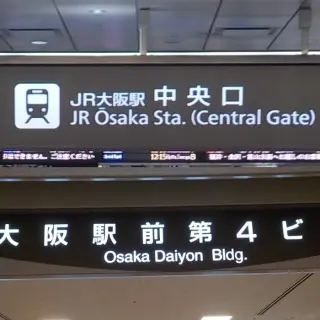 JR大阪駅 中央口
JR Ōsaka Sta. (Central Gate)
大阪駅前第4ビ
Osaka Daiyon Bldg.